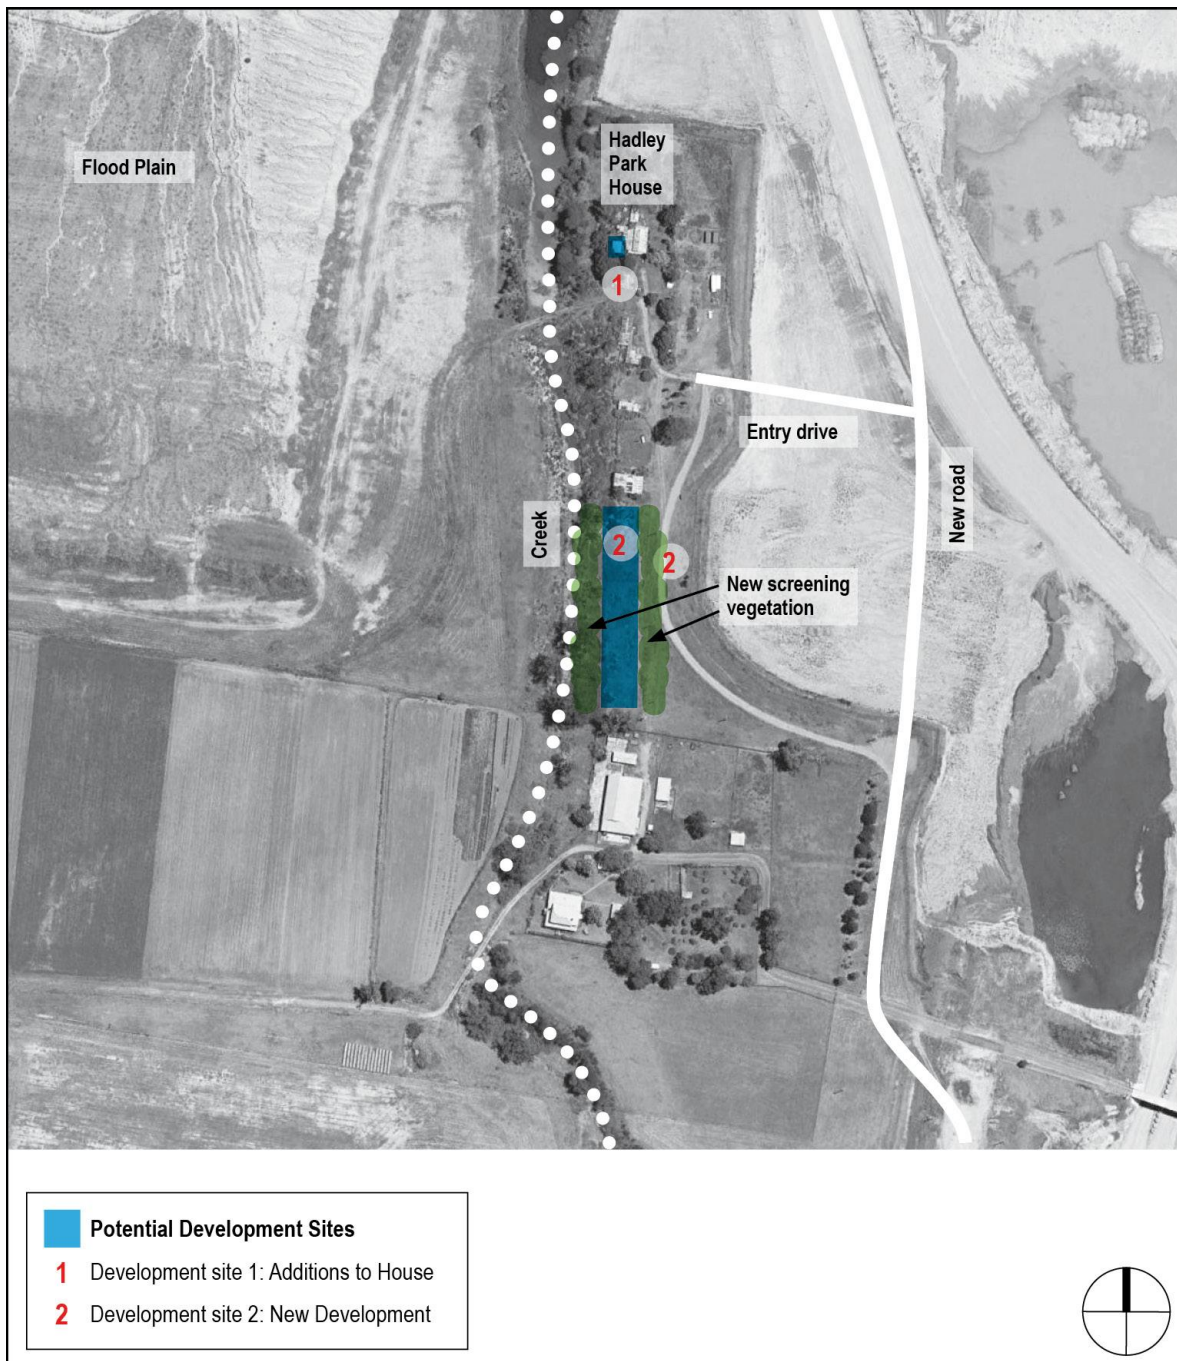 Hadley
Park
House
Flood Plain
1
Entry drive
New road
Creek
2
2
New screening
vegetation
Potential Development Sites
1 Development site 1: Additions to House
2 Development site 2: New Development